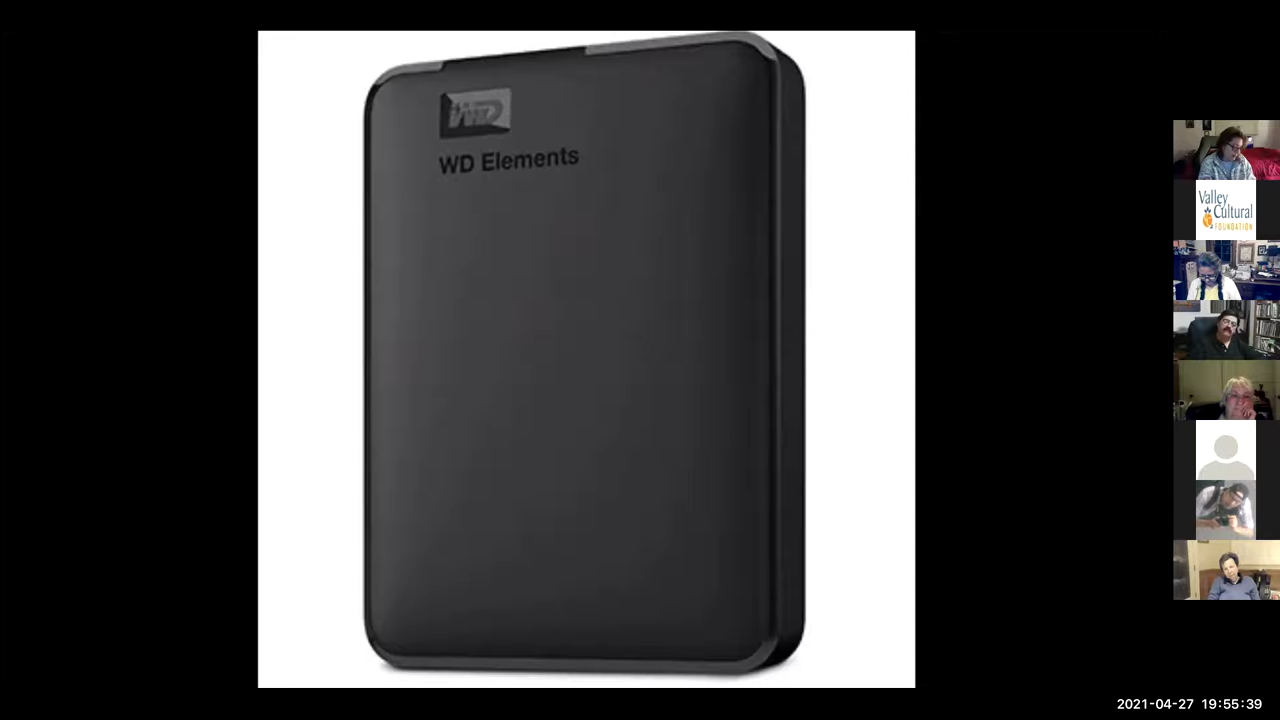 WD
WD Elements
Valley
Cultural
FOUNDATION
2021-04-27 19:55:39